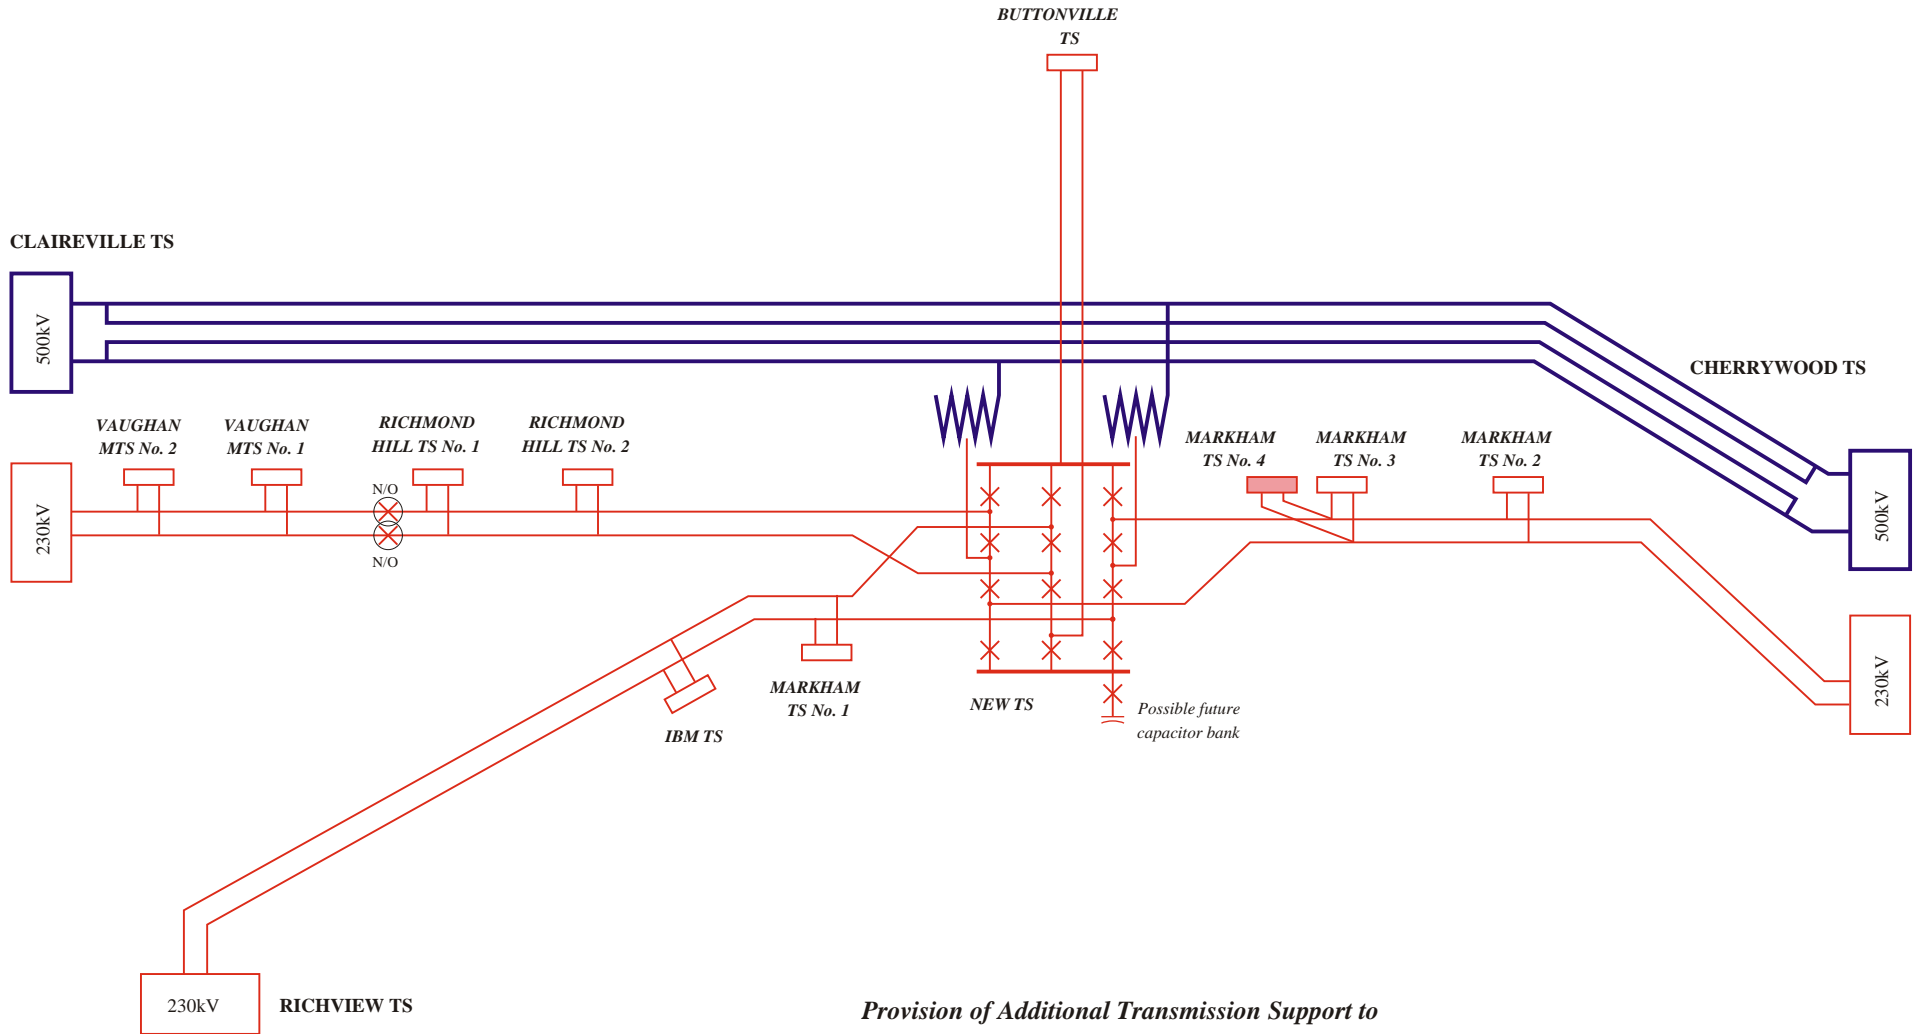 BUTTONVILLE
TS
CLAIREVILLE TS
500kV
CHERRYWOOD TS
500kV
VAUGHAN
MTS No. 2
VAUGHAN
MTS No. 1
RICHMOND
HILL TS No. 1
RICHMOND
HILL TS No. 2
MARKHAM
TS No. 4
MARKHAM
TS No. 3
MARKHAM
TS No. 2
N/O
N/O
230kV
230kV
MARKHAM
TS No. 1
IBM TS
NEW TS
Possible future
capacitor bank
230kV
RICHVIEW TS
Provision of Additional Transmission Support to